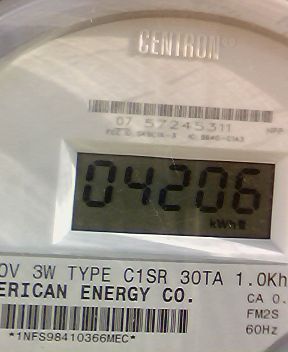 CENTRON
07 57245311
04206
kWh
0V 3W TYPE C1SR 30TA 1.0Kh
ERICAN ENERGY CO.
CA 0.
FM2S
60Hz
*1NFS98410366MEC*